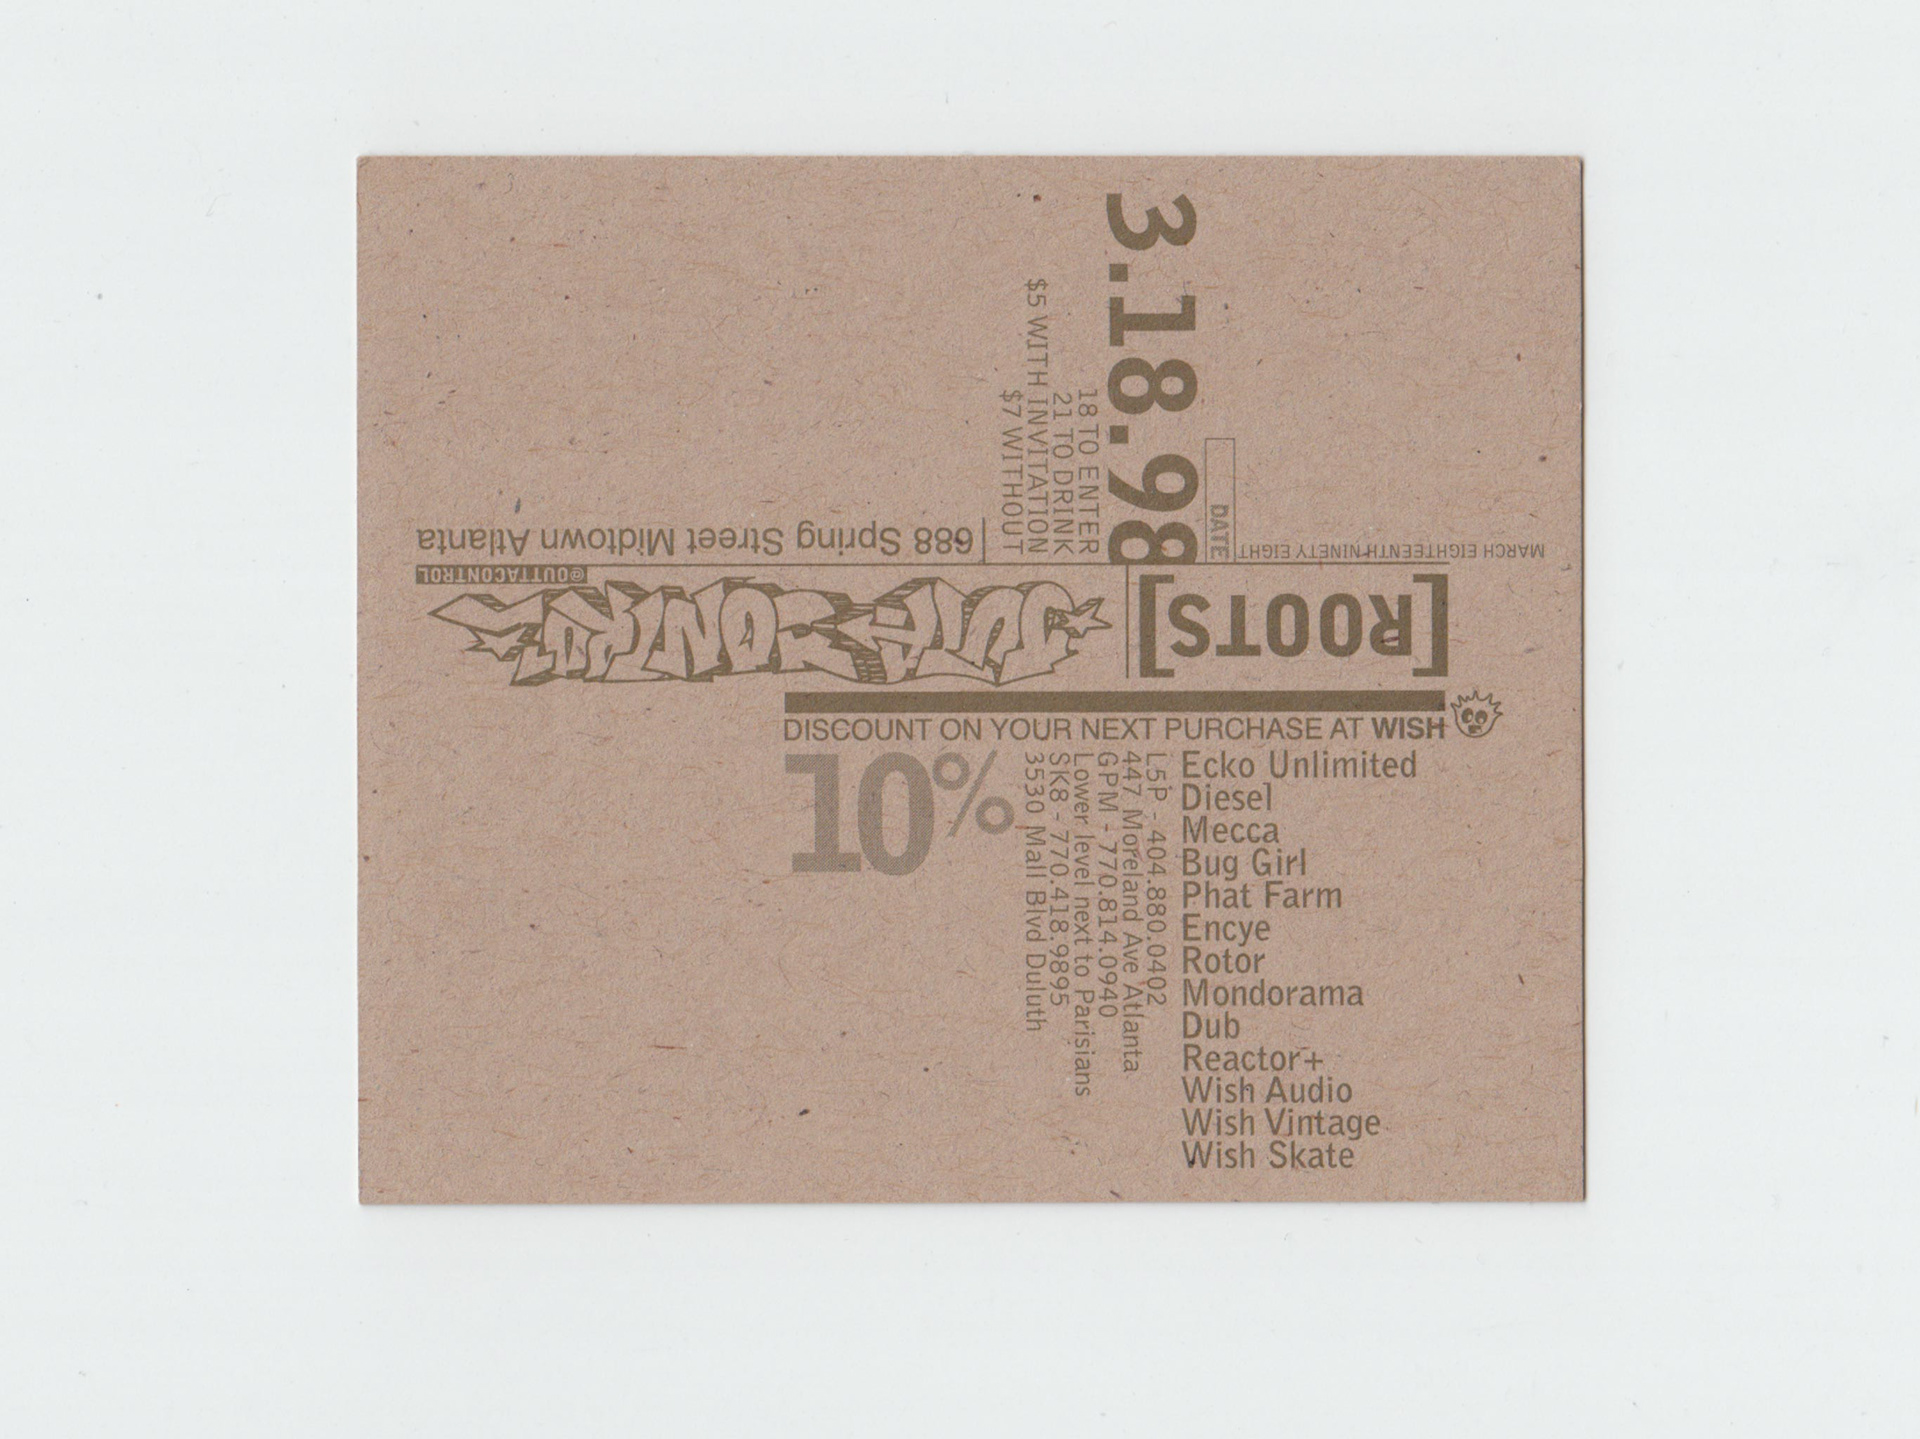 3.18.98
DATE
MARCH EIGHTEENTH NINETY EIGHT
18 TO ENTER
21 TO DRINK
$5 WITH INVITATION
$7 WITHOUT
688 Spring Street Midtown Atlanta
@OUTTACONTROL
[ROOTS]
DISCOUNT ON YOUR NEXT PURCHASE AT WISH
10%
L5P - 404.880.0402
447 Moreland Ave Atlanta
GPM - 770.814.0940
Lower level next to Parisians
SK8 - 770.418.9895
3530 Mall Blvd Duluth
Ecko Unlimited
Diesel
Mecca
Bug Girl
Phat Farm
Encye
Rotor
Mondorama
Dub
Reactor+
Wish Audio
Wish Vintage
Wish Skate